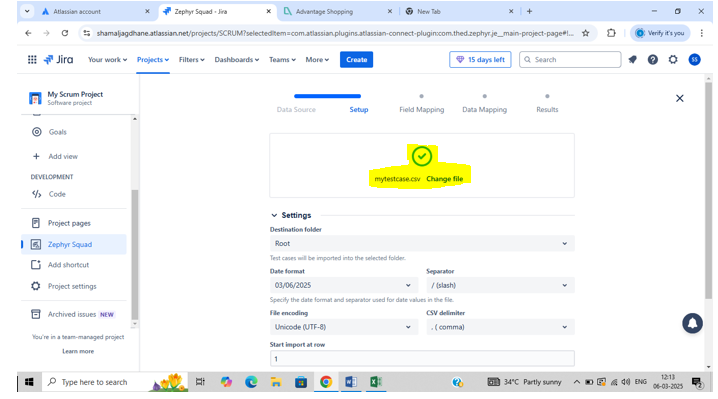 Atlassian account
Zephyr Squad - Jira
Advantage Shopping
New Tab
shamaljagdhane.atlassian.net/projects/SCRUM?selectedItem=com.atlassian.plugins.atlassian-connect-plugin:com.thed.zephyr.je__main-project-page#!...
Verify it's you
Jira
Your work
Projects
Filters
Dashboards
Teams
More
Create
15 days left
Search
SS
My Scrum Project
Software project
Goals
Add view
DEVELOPMENT
Code
Project pages
Zephyr Squad
Add shortcut
Project settings
Archived issues NEW
You're in a team-managed project
Learn more
Data Source
Setup
Field Mapping
Data Mapping
Results
mytestcase.csv Change file
Settings
Destination folder
Root
Test cases will be imported into the selected folder.
Date format
Separator
03/06/2025
/ (slash)
Specify the date format and separator used for date values in the file.
File encoding
CSV delimiter
Unicode (UTF-8)
, ( comma)
Start import at row
1
Type here to search
34°C Partly sunny
ENG
12:13
06-03-2025
2